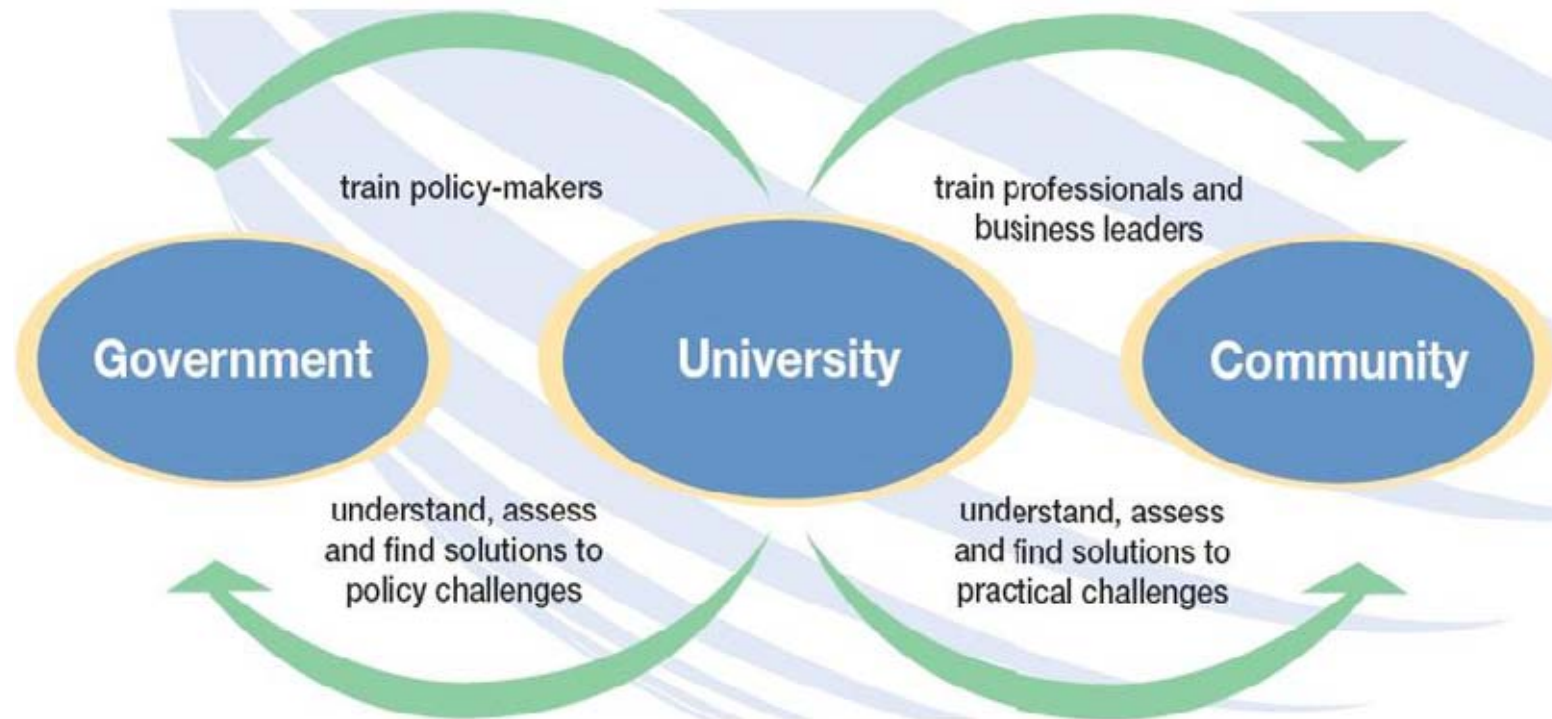 train policy-makers
train professionals and
business leaders
Government
University
Community
understand, assess
and find solutions to
policy challenges
understand, assess
and find solutions to
practical challenges